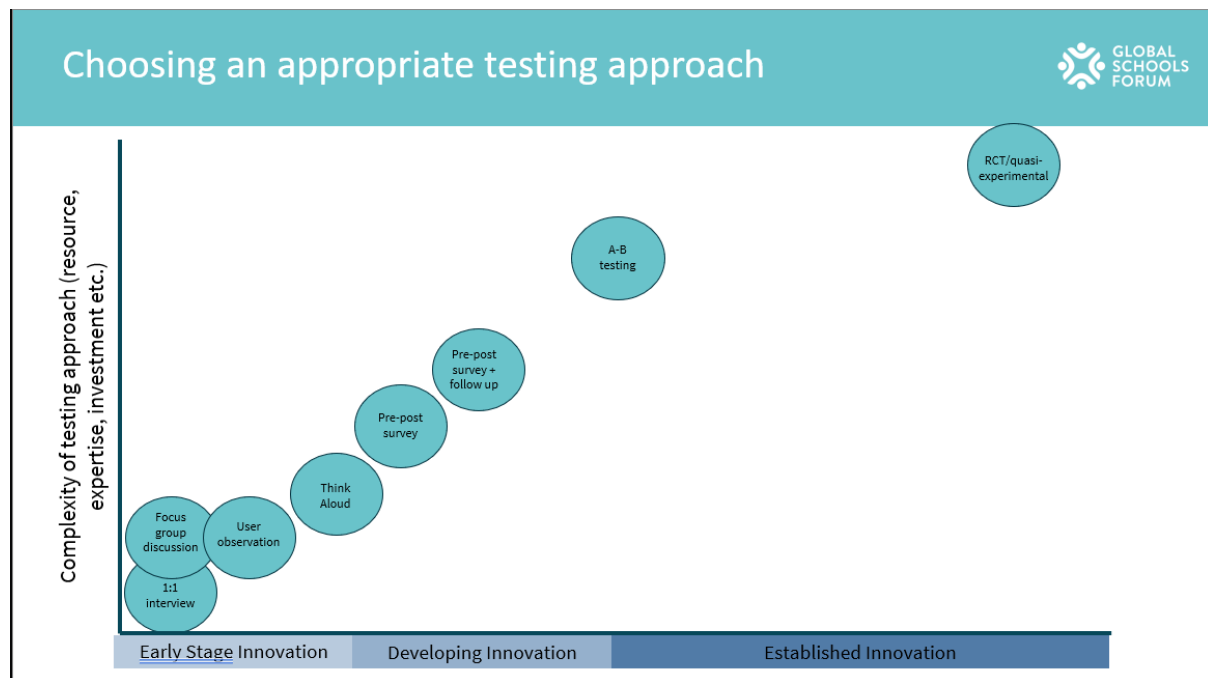 Choosing an appropriate testing approach
GLOBAL
SCHOOLS
FORUM
Complexity of testing approach (resource,
expertise, investment etc.)
RCT/quasi-
experimental
A-B
testing
Pre-post
survey +
follow up
Pre-post
survey
Think
Aloud
Focus
group
discussion
User
observation
1:1
interview
Early Stage Innovation
Developing Innovation
Established Innovation